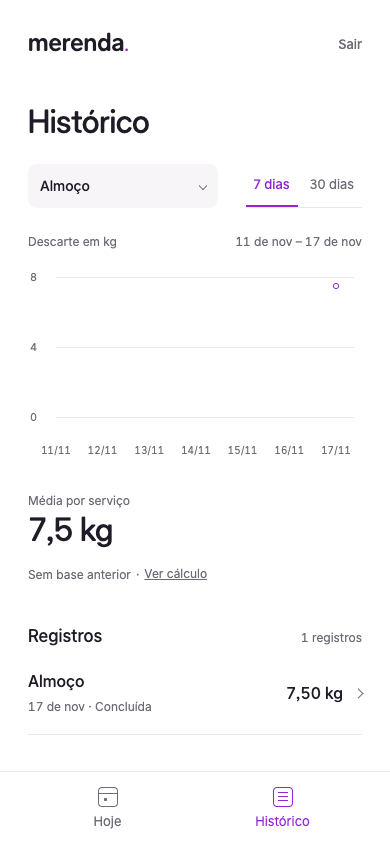 merenda.
Sair
Histórico
Almoço
7 dias
30 dias
Descarte em kg
11 de nov – 17 de nov
8
4
0
11/11 12/11 13/11 14/11 15/11 16/11 17/11
Média por serviço
7,5 kg
Sem base anterior · Ver cálculo
Registros
1 registros
Almoço
7,50 kg
17 de nov · Concluída
Hoje
Histórico